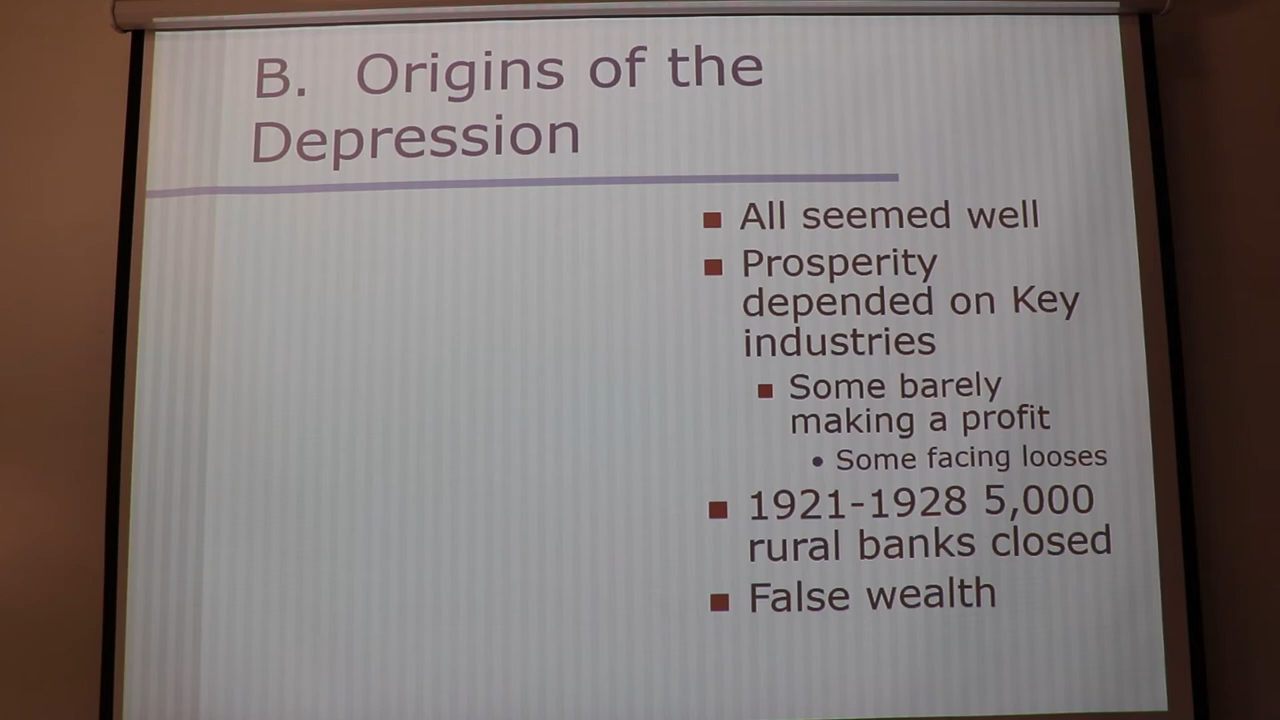 B. Origins of the
Depression
All seemed well
Prosperity
depended on Key
industries
Some barely
making a profit
Some facing looses
1921-1928 5,000
rural banks closed
False wealth